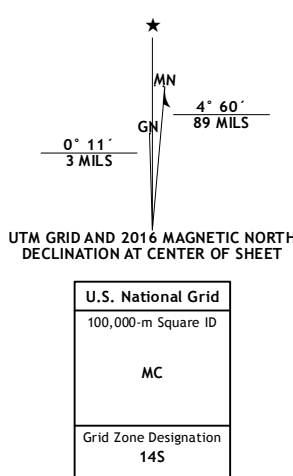 ★
MN
4° 60´
GN
89 MILS
0° 11´
3 MILS
UTM GRID AND 2016 MAGNETIC NORTH
DECLINATION AT CENTER OF SHEET
U.S. National Grid
100,000-m Square ID
MC
Grid Zone Designation
14S